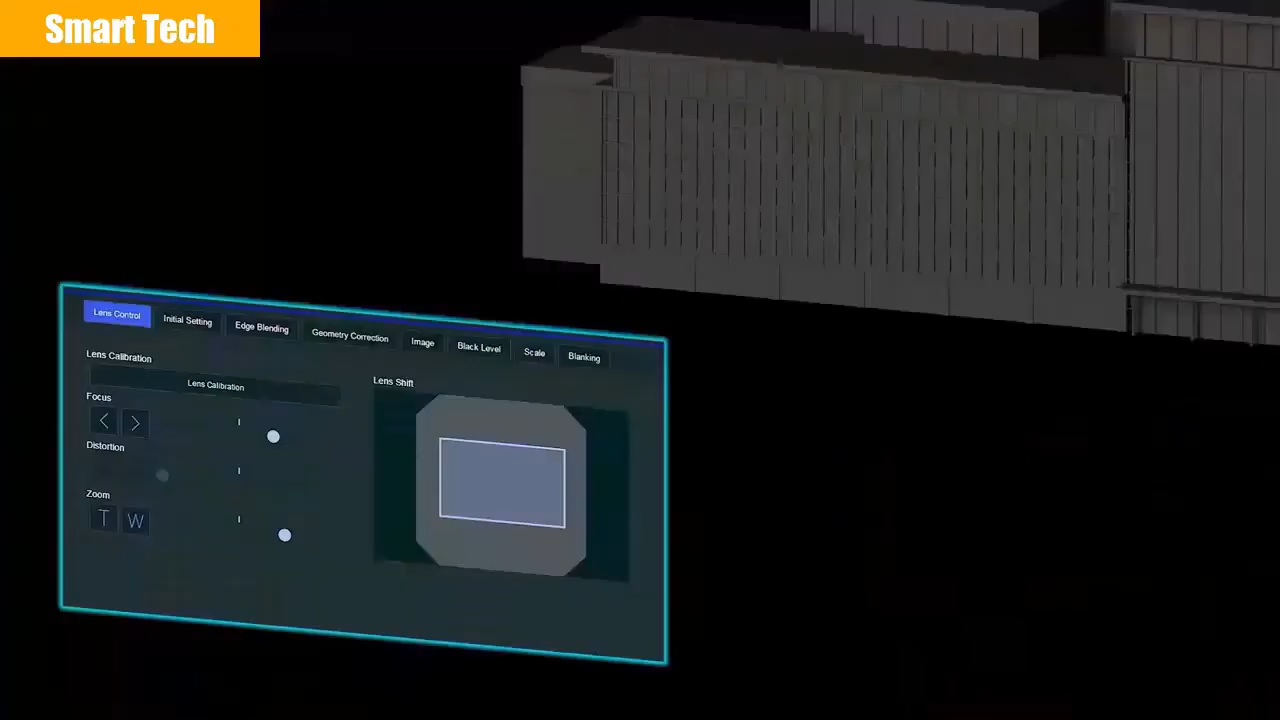 Smart Tech
Lens Control Initial Setting Edge Blending Geometry Correction Image Black Level Scale Blanking
Lens Calibration
Lens Calibration
Focus
< >
Distortion
Zoom
T W
Lens Shift